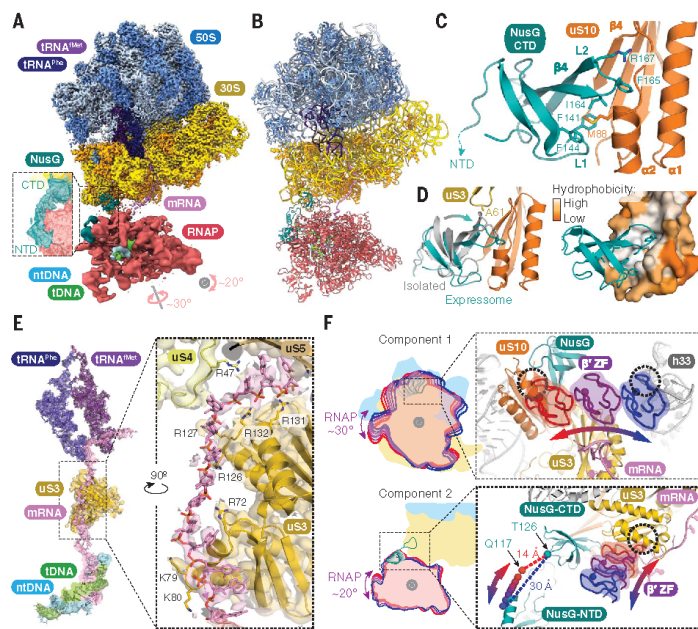 A
tRNAfMet
tRNAPhe
50S
30S
NusG
CTD
NTD
mRNA
RNAP
ntDNA
tDNA
~30°
~20°
B
C
NusG
CTD
uS10
β4
L2
β4
R167
F165
I164
F141
M88
F144
L1
NTD
α2
α1
D
uS3
A61
Isolated
Expressome
Hydrophobicity:
High
Low
E
tRNAPhe
tRNAfMet
uS3
mRNA
tDNA
ntDNA
90º
uS4
uS5
R47
R131
R132
R127
R126
R72
uS3
K79
K80
F
Component 1
RNAP
~30°
uS10
NusG
β' ZF
h33
uS3
mRNA
Component 2
RNAP
~20°
NusG-CTD
uS3
mRNA
T126
Q117
14 Å
30 Å
β' ZF
NusG-NTD